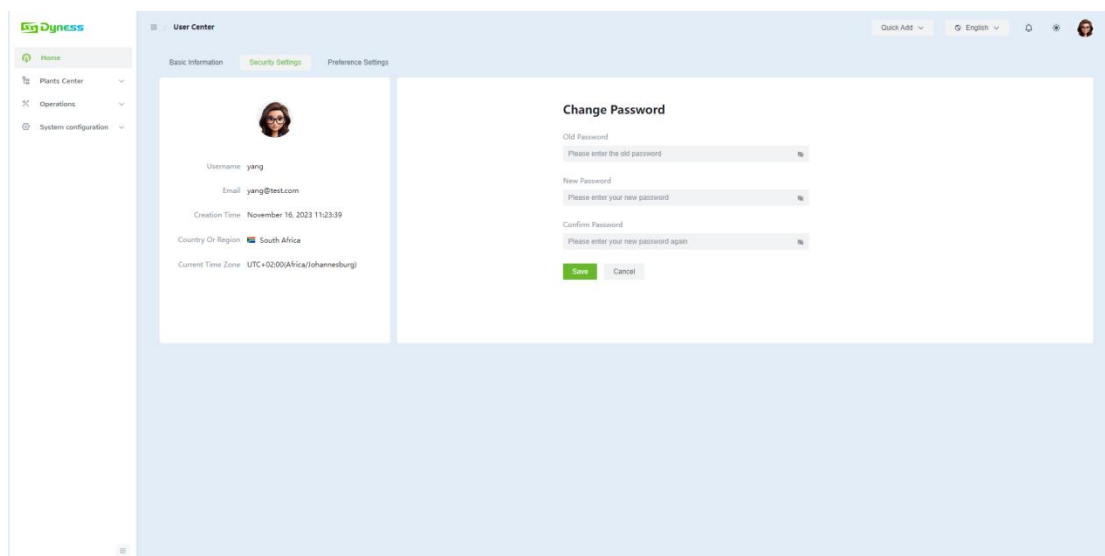 Dyness
Home
Plants Center
Operations
System configuration
/ User Center
Quick Add
English
Basic Information
Security Settings
Preference Settings
Username yang
Email yang@test.com
Creation Time November 16, 2023 11:23:39
Country Or Region South Africa
Current Time Zone UTC+02:00(Africa/Johannesburg)
Change Password
Old Password
Please enter the old password
New Password
Please enter your new password
Confirm Password
Please enter your new password again
Save
Cancel